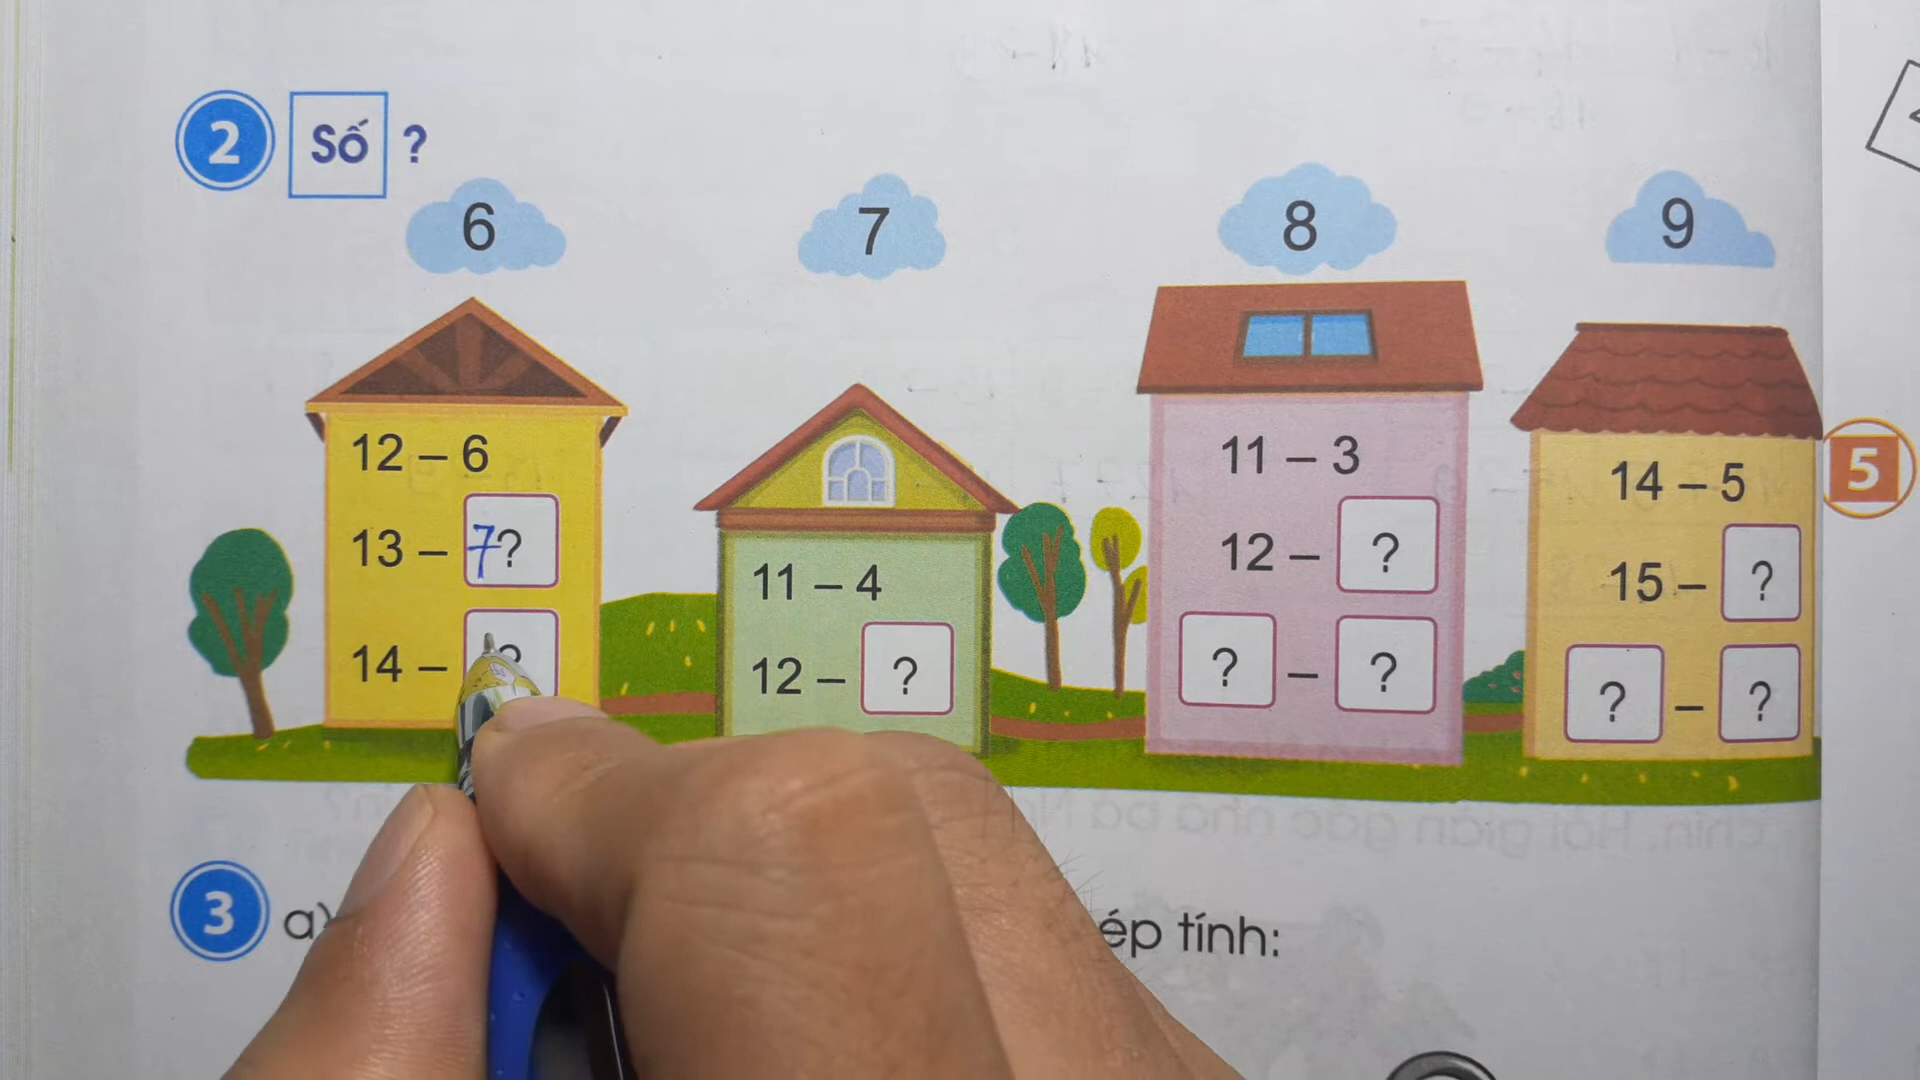 2 Số ?
6 7 8 9
12 – 6
13 – 7?
14 –
11 – 4
12 – ?
11 – 3
12 – ?
? – ?
14 – 5
15 – ?
? – ?
5
3 a) ép tính: